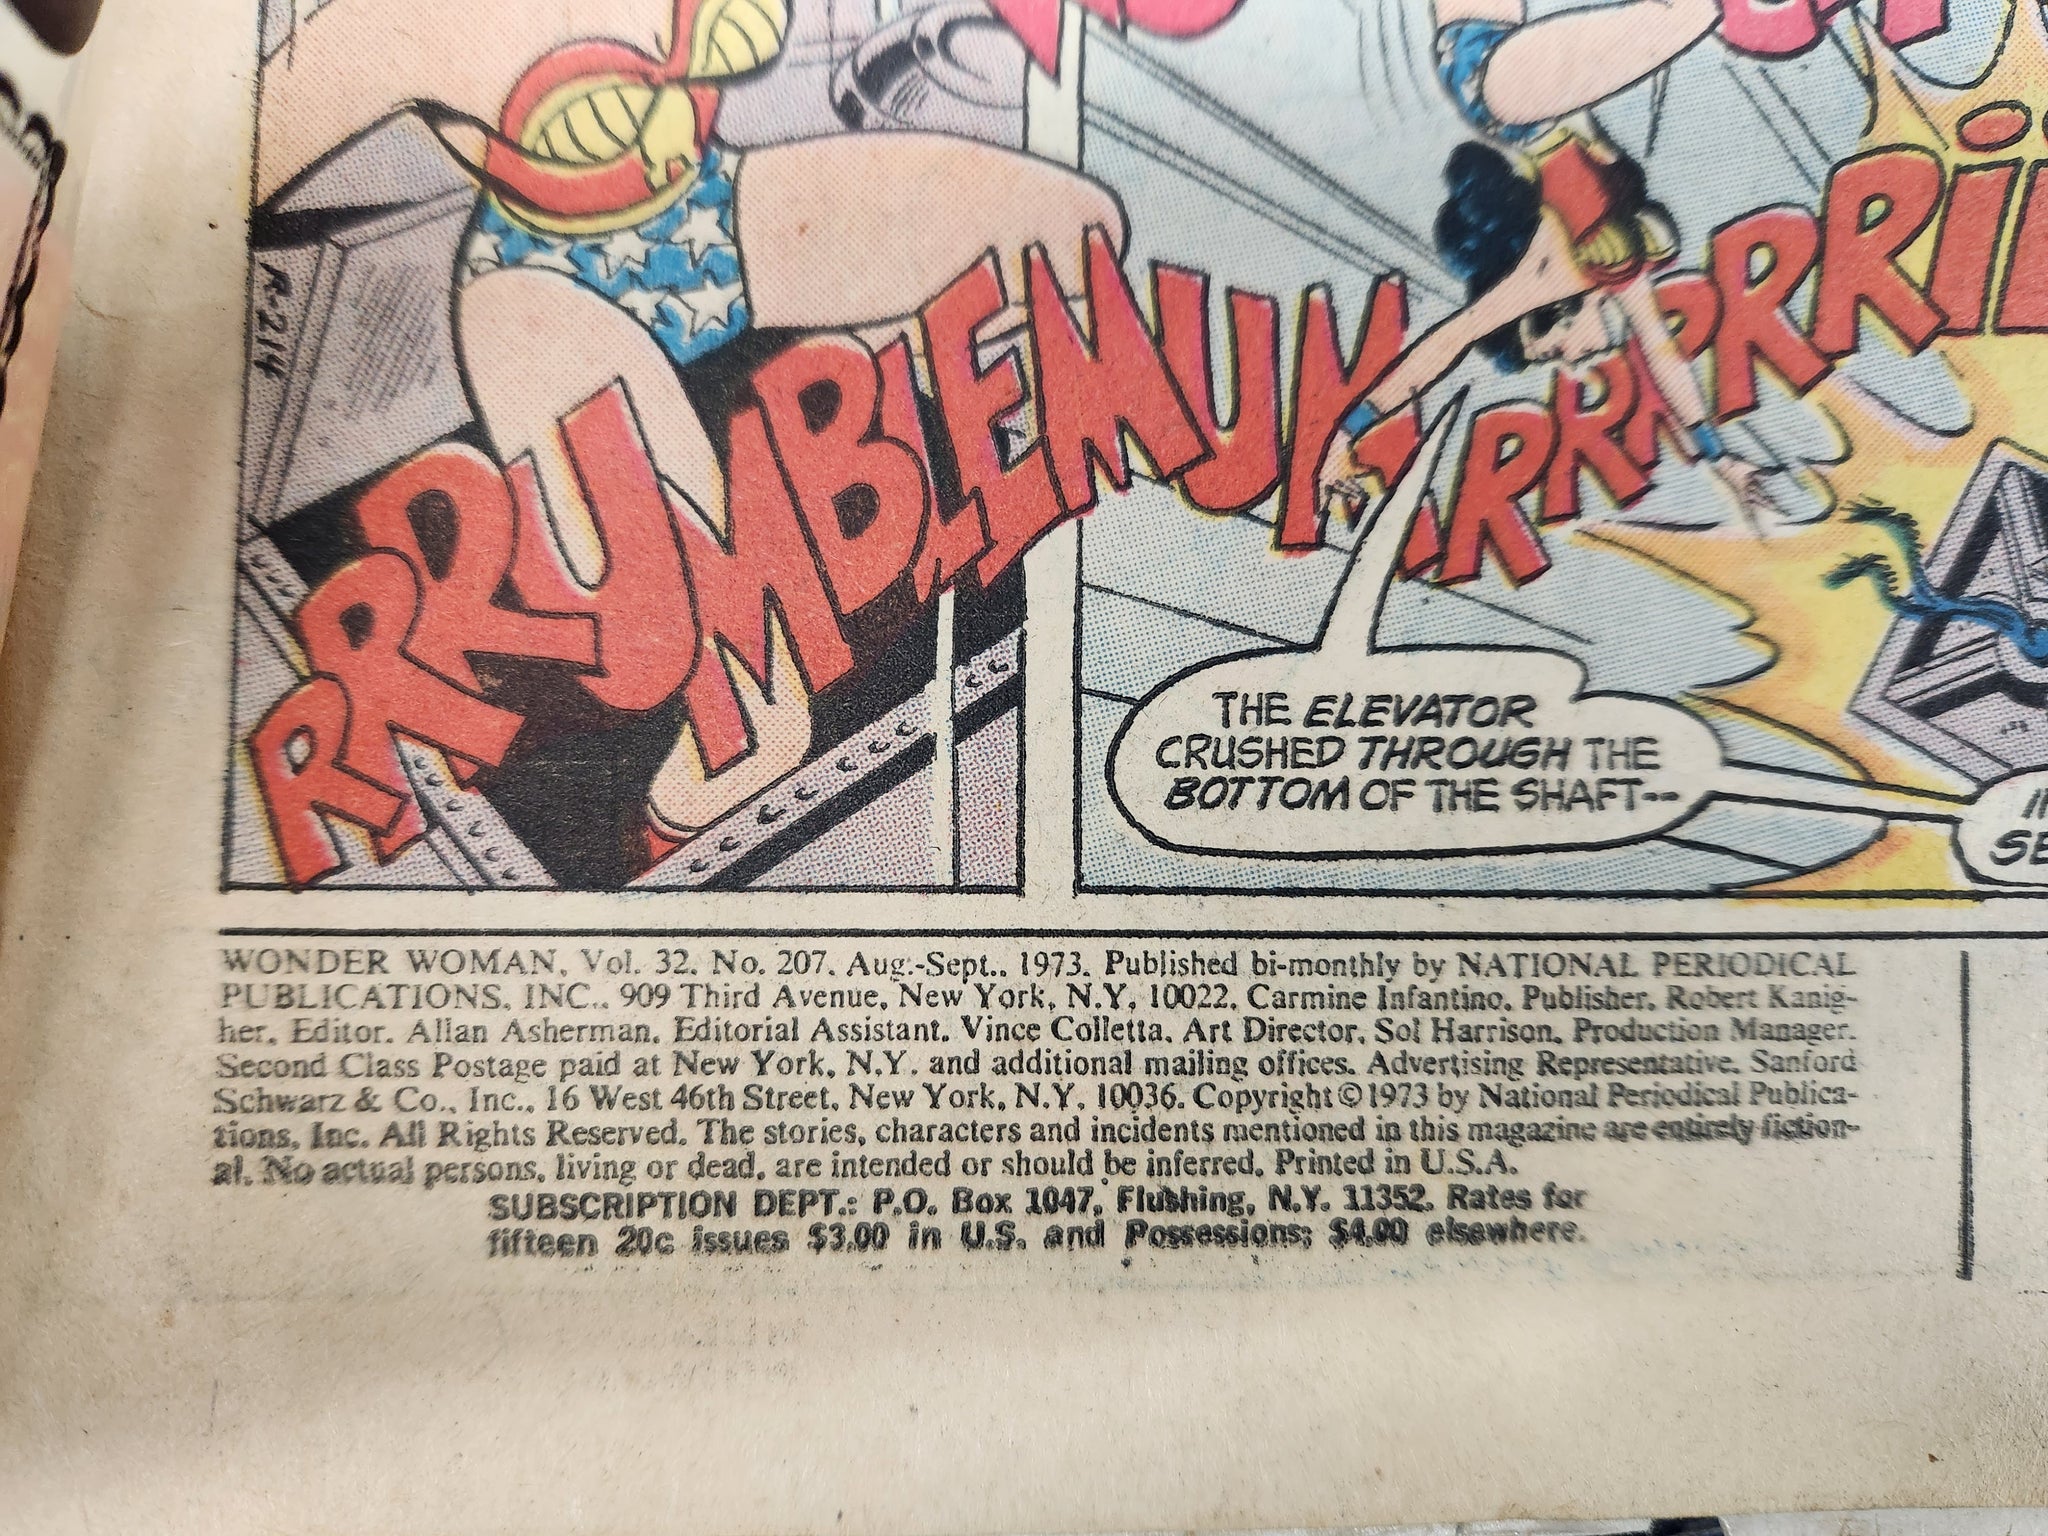 R-214
RRRUMBLEMURRRRRRRI
THE ELEVATOR
CRUSHED THROUGH THE
BOTTOM OF THE SHAFT--
WONDER WOMAN, Vol. 32, No. 207, Aug.-Sept., 1973. Published bi-monthly by NATIONAL PERIODICAL
PUBLICATIONS, INC., 909 Third Avenue, New York, N.Y, 10022. Carmine Infantino, Publisher. Robert Kanig-
her, Editor. Allan Asherman, Editorial Assistant. Vince Colletta, Art Director, Sol Harrison, Production Manager.
Second Class Postage paid at New York, N.Y. and additional mailing offices. Advertising Representative, Sanford
Schwarz & Co., Inc., 16 West 46th Street, New York, N.Y. 10036. Copyright © 1973 by National Periodical Publica-
tions, Inc. All Rights Reserved. The stories, characters and incidents mentioned in this magazine are entirely fiction-
al. No actual persons, living or dead, are intended or should be inferred. Printed in U.S.A.
SUBSCRIPTION DEPT.: P.O. Box 1047, Flushing, N.Y. 11352. Rates for
fifteen 20c issues $3.00 in U.S. and Possessions; $4.00 elsewhere.